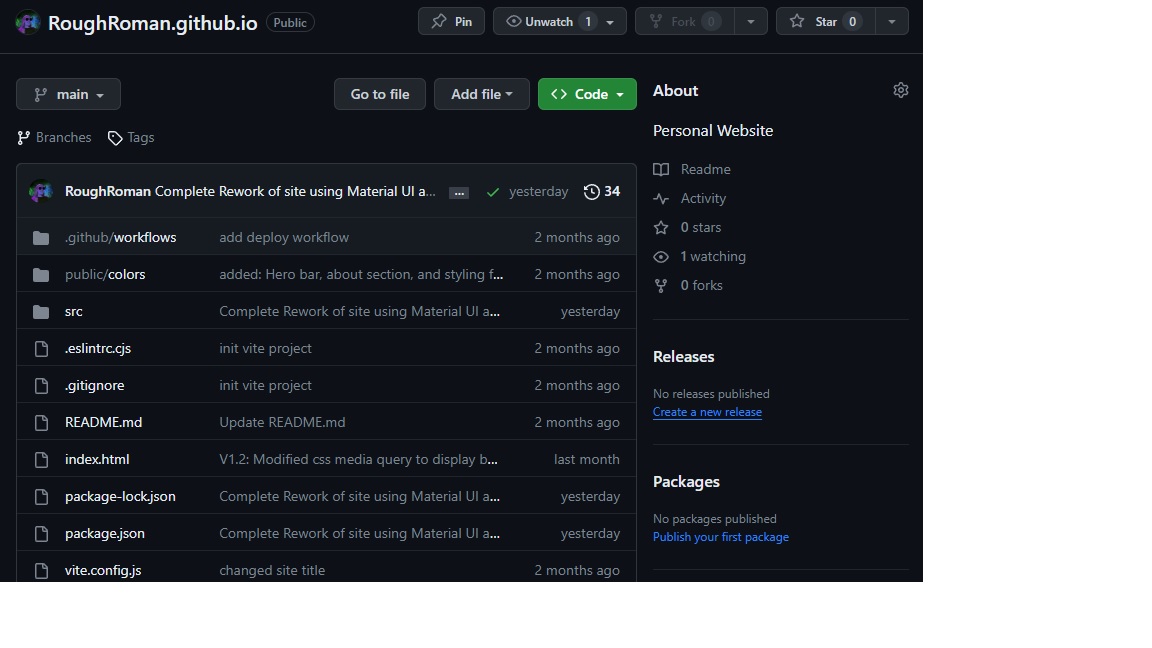 RoughRoman.github.io Public Pin Unwatch 1 Fork 0 Star 0
main Go to file Add file Code
Branches Tags
RoughRoman Complete Rework of site using Material UI a... ... yesterday 34
.github/workflows add deploy workflow 2 months ago
public/colors added: Hero bar, about section, and styling f... 2 months ago
src Complete Rework of site using Material UI a... yesterday
.eslintrc.cjs init vite project 2 months ago
.gitignore init vite project 2 months ago
README.md Update README.md 2 months ago
index.html V1.2: Modified css media query to display b... last month
package-lock.json Complete Rework of site using Material UI a... yesterday
package.json Complete Rework of site using Material UI a... yesterday
vite.config.js changed site title 2 months ago
About
Personal Website
Readme
Activity
0 stars
1 watching
0 forks
Releases
No releases published
Create a new release
Packages
No packages published
Publish your first package